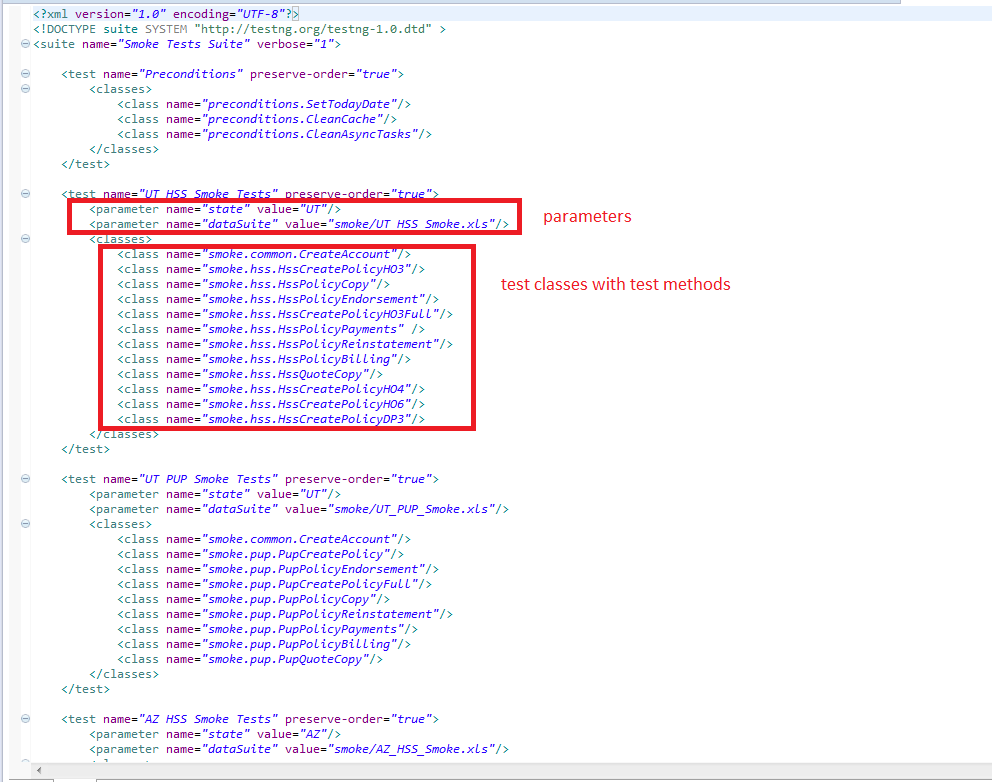 <?xml version="1.0" encoding="UTF-8"?>
<!DOCTYPE suite SYSTEM "http://testng.org/testng-1.0.dtd" >
<suite name="Smoke Tests Suite" verbose="1">
<test name="Preconditions" preserve-order="true">
<classes>
<class name="preconditions.SetTodayDate"/>
<class name="preconditions.CleanCache"/>
<class name="preconditions.CleanAsyncTasks"/>
</classes>
</test>
<test name="UT HSS Smoke Tests" preserve-order="true">
<parameter name="state" value="UT"/>
parameters
<parameter name="dataSuite" value="smoke/UT_HSS_Smoke.xls"/>
<classes>
<class name="smoke.common.CreateAccount"/>
<class name="smoke.hss.HssCreatePolicyHO3"/>
<class name="smoke.hss.HssPolicyCopy"/>
test classes with test methods
<class name="smoke.hss.HssPolicyEndorsement"/>
<class name="smoke.hss.HssCreatePolicyHO3Full"/>
<class name="smoke.hss.HssPolicyPayments" />
<class name="smoke.hss.HssPolicyReinstatement"/>
<class name="smoke.hss.HssPolicyBilling"/>
<class name="smoke.hss.HssQuoteCopy"/>
<class name="smoke.hss.HssCreatePolicyHO4"/>
<class name="smoke.hss.HssCreatePolicyHO6"/>
<class name="smoke.hss.HssCreatePolicyDP3"/>
</classes>
</test>
<test name="UT PUP Smoke Tests" preserve-order="true">
<parameter name="state" value="UT"/>
<parameter name="dataSuite" value="smoke/UT_PUP_Smoke.xls"/>
<classes>
<class name="smoke.common.CreateAccount"/>
<class name="smoke.pup.PupCreatePolicy"/>
<class name="smoke.pup.PupPolicyEndorsement"/>
<class name="smoke.pup.PupCreatePolicyFull"/>
<class name="smoke.pup.PupPolicyCopy"/>
<class name="smoke.pup.PupPolicyReinstatement"/>
<class name="smoke.pup.PupPolicyPayments"/>
<class name="smoke.pup.PupPolicyBilling"/>
<class name="smoke.pup.PupQuoteCopy"/>
</classes>
</test>
<test name="AZ HSS Smoke Tests" preserve-order="true">
<parameter name="state" value="AZ"/>
<parameter name="dataSuite" value="smoke/AZ_HSS_Smoke.xls"/>